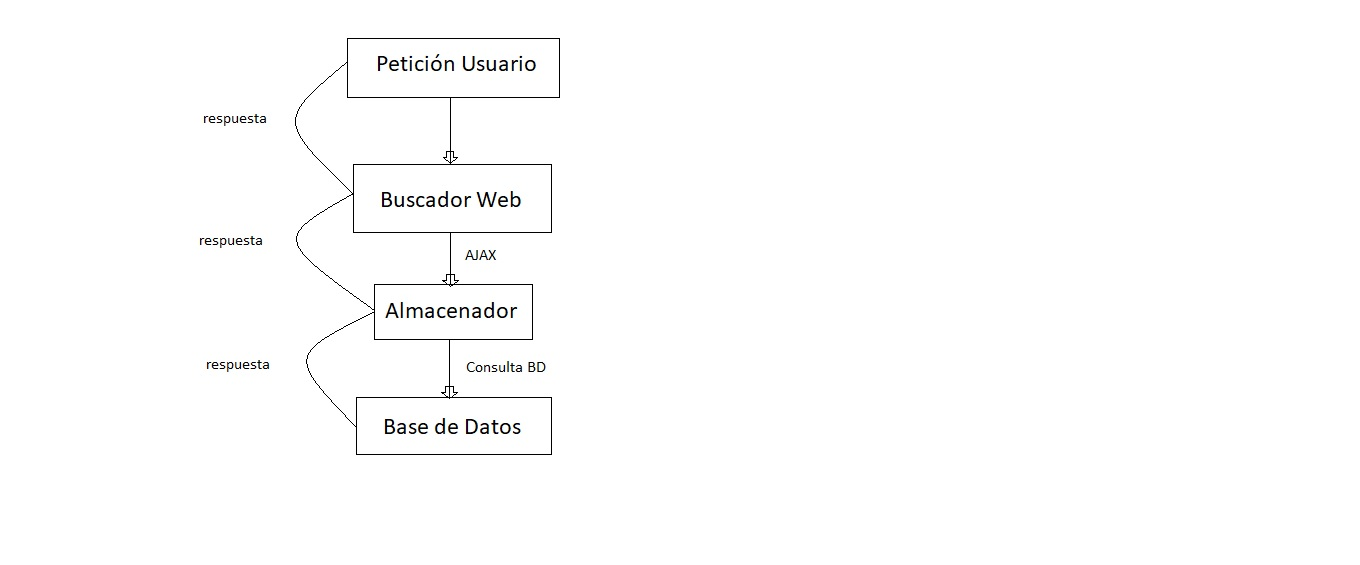 Petición Usuario
respuesta
Buscador Web
respuesta
AJAX
Almacenador
respuesta
Consulta BD
Base de Datos